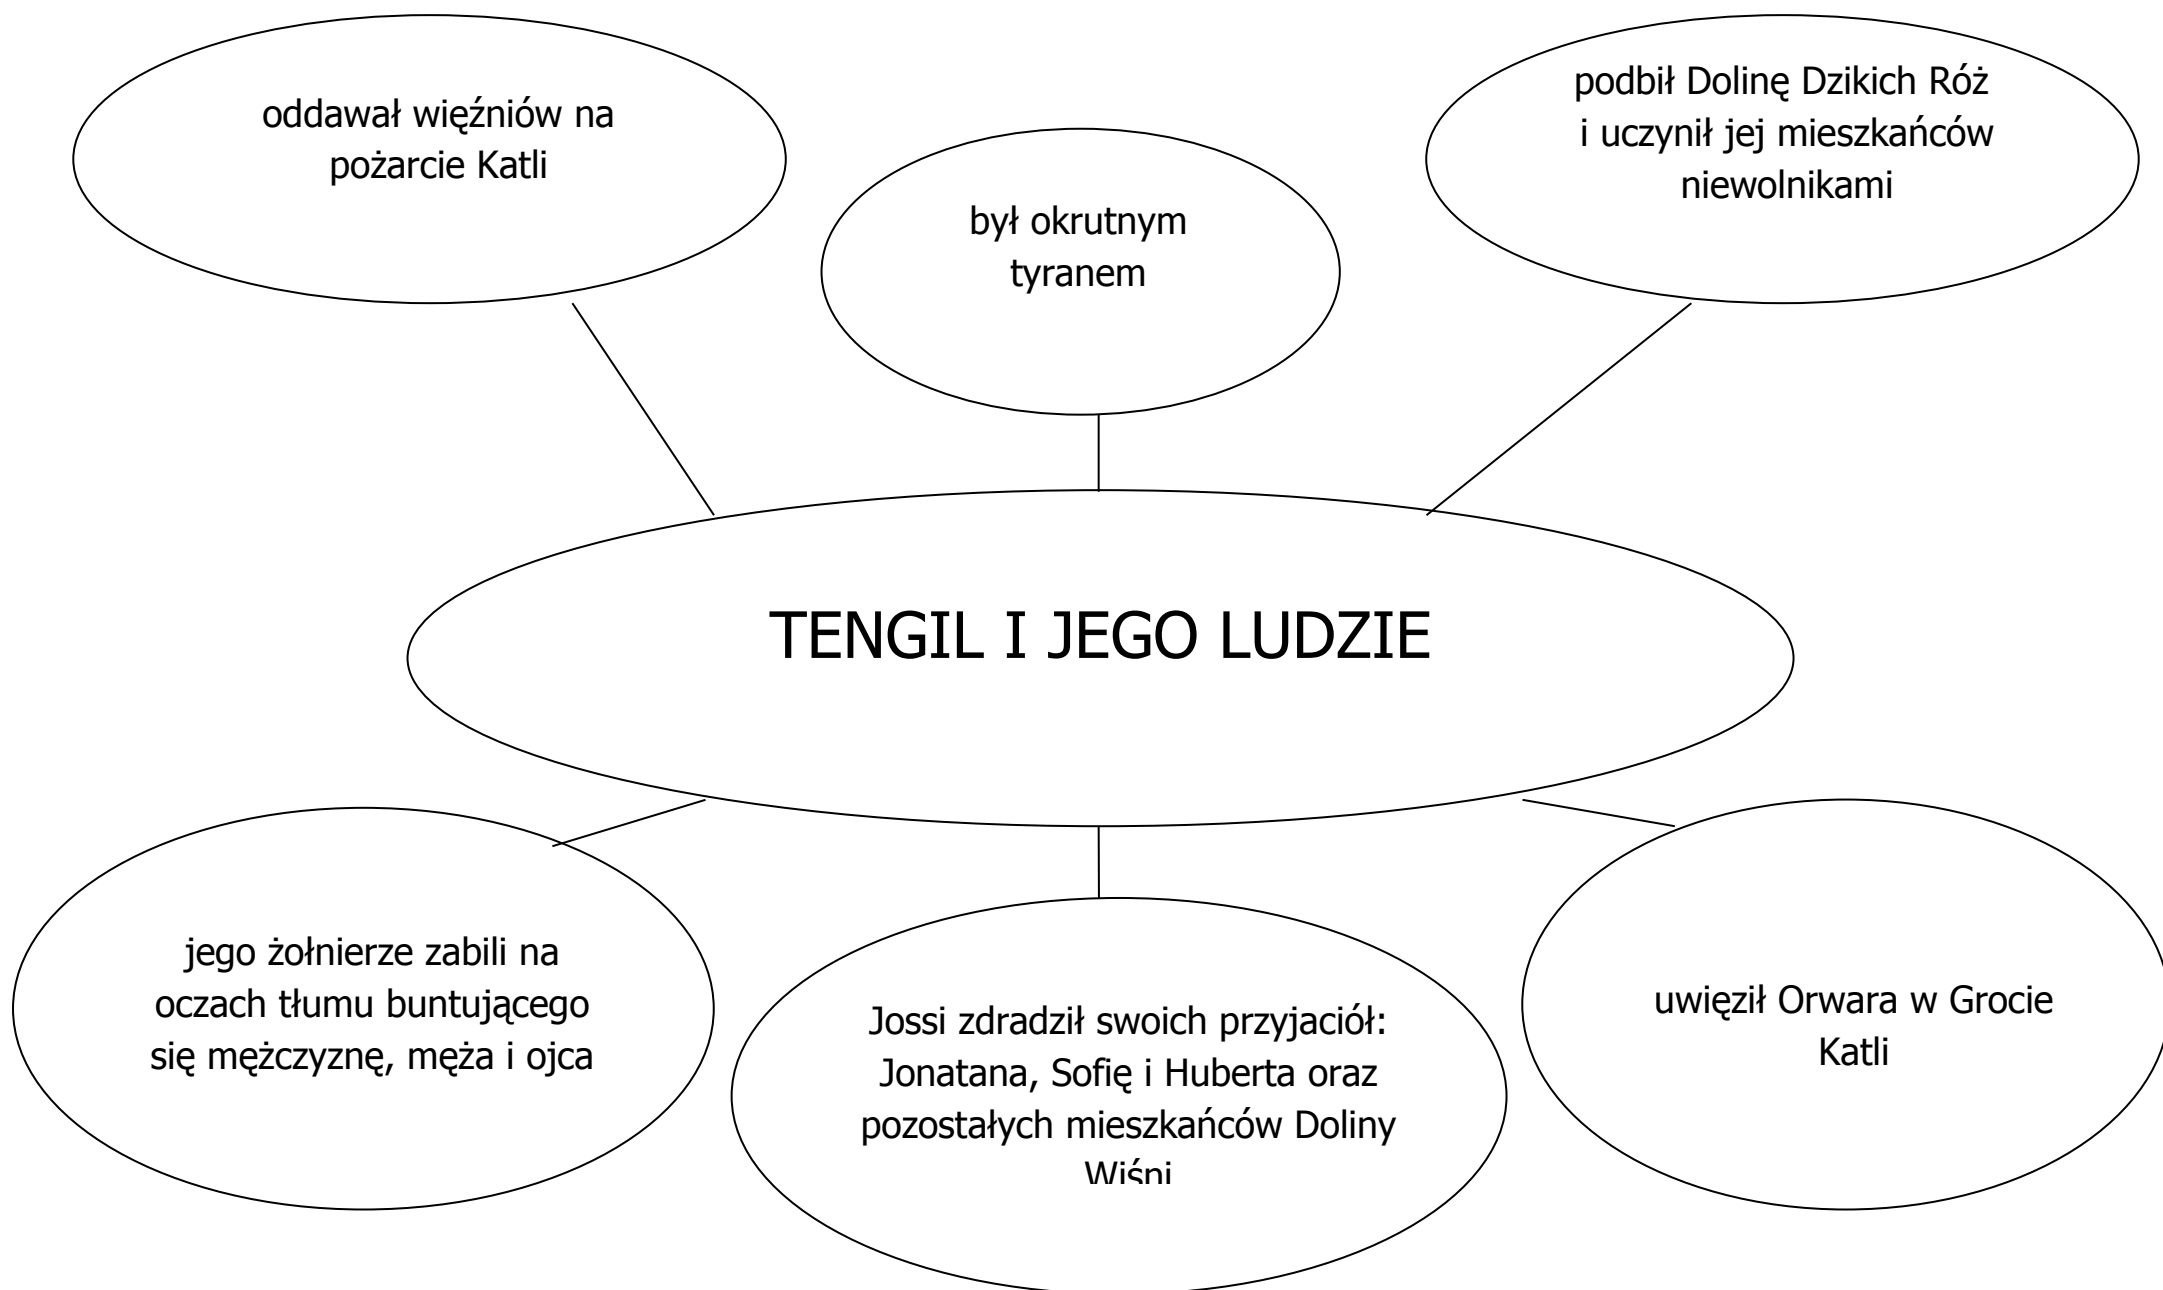 oddawał więźniów na
pożarcie Katli
był okrutnym
tyranem
podbił Dolinę Dzikich Róż
i uczynił jej mieszkańców
niewolnikami
TENGIL I JEGO LUDZIE
jego żołnierze zabili na
oczach tłumu buntującego
się mężczyznę, męża i ojca
Jossi zdradził swoich przyjaciół:
Jonatana, Sofię i Huberta oraz
pozostałych mieszkańców Doliny
Wiśni
uwięził Orwara w Grocie
Katli